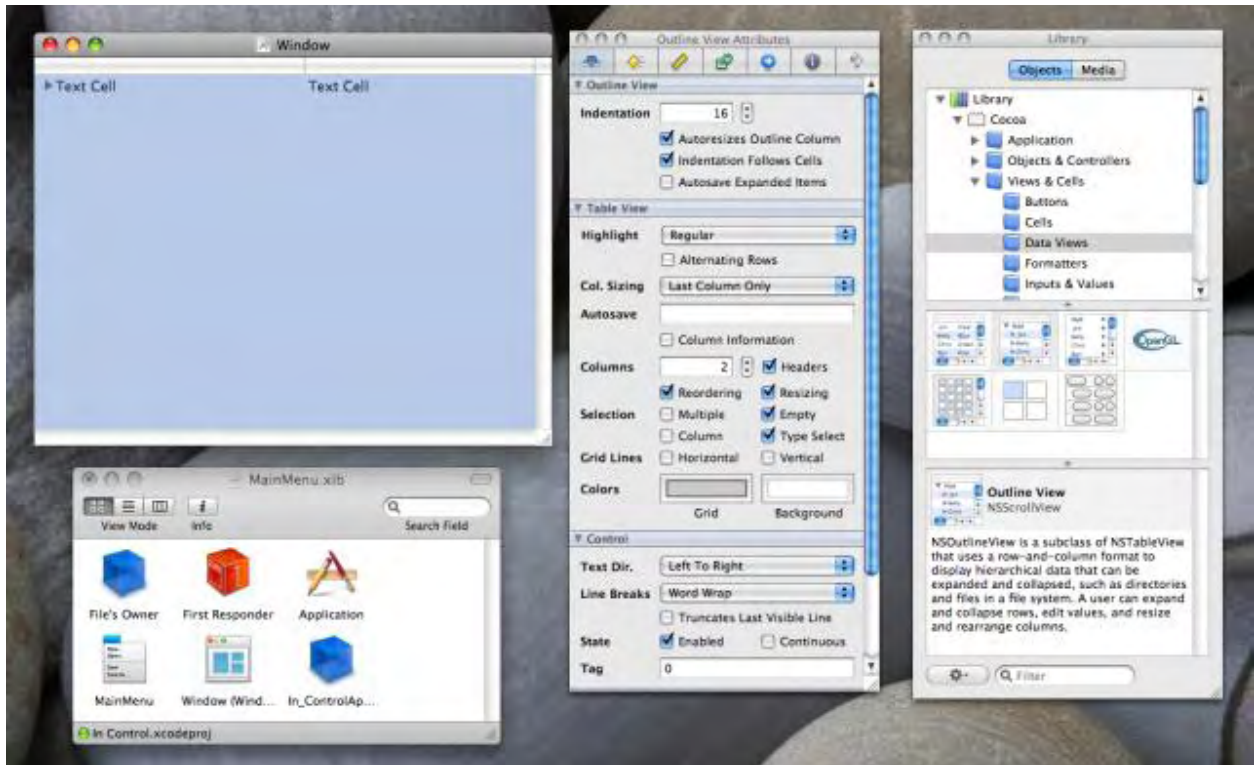 Window
Text Cell Text Cell
MainMenu.xib
View Mode Info Search Field
File's Owner First Responder Application
MainMenu Window (Wind... In_ControlAp...
In Control.xcodeproj
Outline View Attributes
Outline View
Indentation 16
Autoresizes Outline Column
Indentation Follows Cells
Autosave Expanded Items
Table View
Highlight Regular
Alternating Rows
Col. Sizing Last Column Only
Autosave
Column Information
Columns 2 Headers
Reordering Resizing
Selection Multiple Empty
Column Type Select
Grid Lines Horizontal Vertical
Colors
Grid Background
Control
Text Dir. Left To Right
Line Breaks Word Wrap
Truncates Last Visible Line
State Enabled Continuous
Tag 0
Library
Objects Media
Library
Cocoa
Application
Objects & Controllers
Views & Cells
Buttons
Cells
Data Views
Formatters
Inputs & Values
OpenGL
Outline View
NSScrollView
NSOutlineView is a subclass of NSTableView
that uses a row-and-column format to
display hierarchical data that can be
expanded and collapsed, such as directories
and files in a file system. A user can expand
and collapse rows, edit values, and resize
and rearrange columns.
Filter